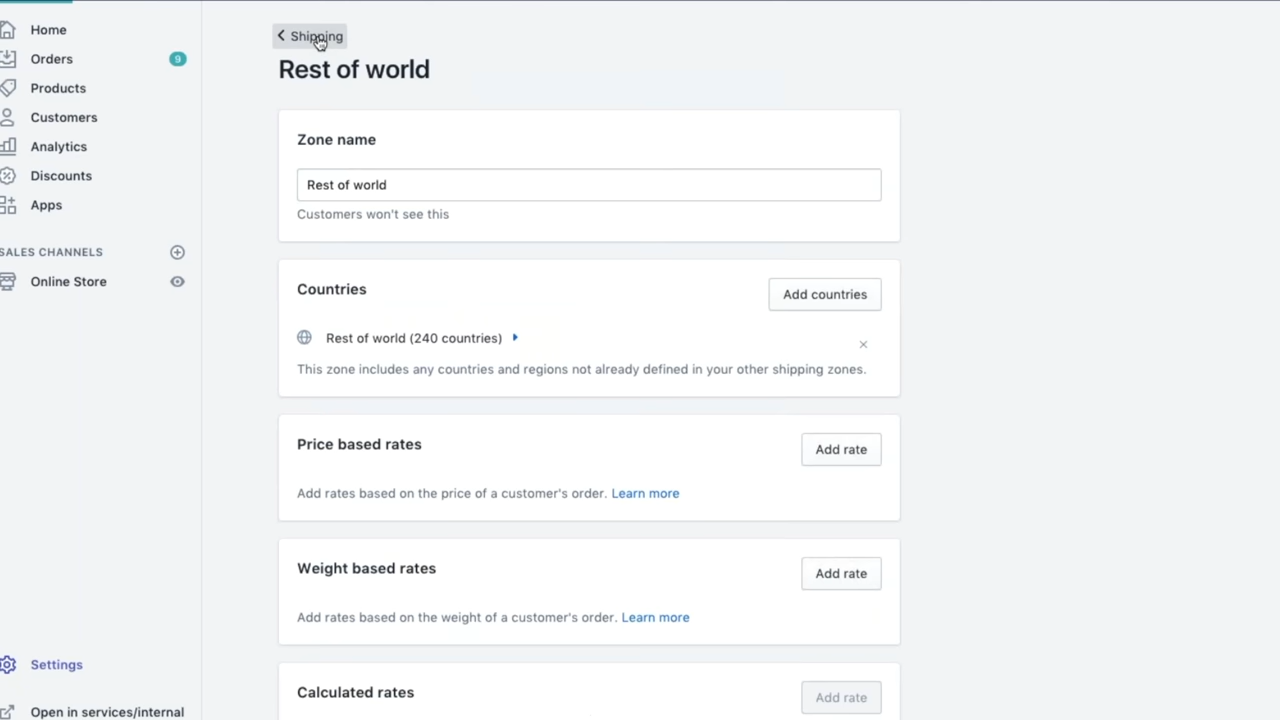 Home
Orders 9
Products
Customers
Analytics
Discounts
Apps
SALES CHANNELS
Online Store
Settings
Open in services/internal
Shipping
Rest of world
Zone name
Rest of world
Customers won't see this
Countries
Add countries
Rest of world (240 countries)
This zone includes any countries and regions not already defined in your other shipping zones.
Price based rates
Add rate
Add rates based on the price of a customer's order. Learn more
Weight based rates
Add rate
Add rates based on the weight of a customer's order. Learn more
Calculated rates
Add rate